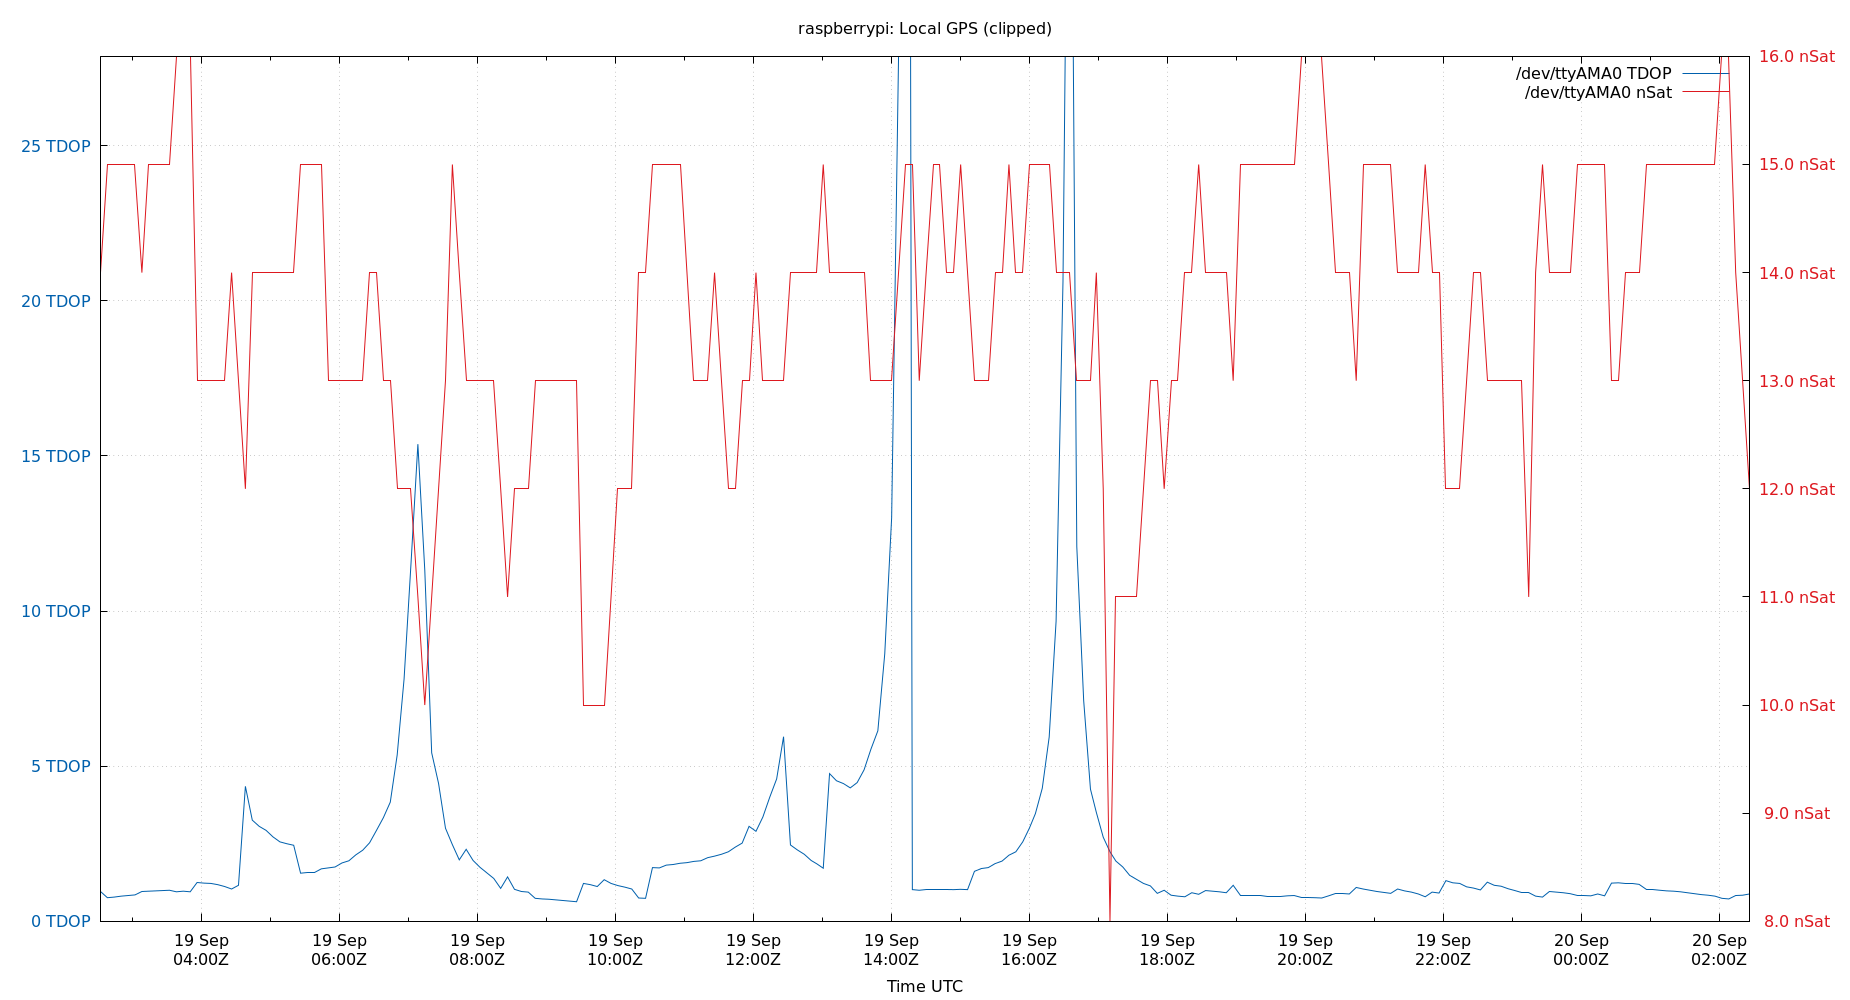 raspberrypi: Local GPS (clipped)
16.0 nSat
/dev/ttyAMA0 TDOP
/dev/ttyAMA0 nSat
25 TDOP
15.0 nSat
14.0 nSat
20 TDOP
13.0 nSat
15 TDOP
12.0 nSat
11.0 nSat
10 TDOP
10.0 nSat
5 TDOP
9.0 nSat
0 TDOP
8.0 nSat
19 Sep 19 Sep 19 Sep 19 Sep 19 Sep 19 Sep 19 Sep 19 Sep 19 Sep 19 Sep 20 Sep 20 Sep
04:00Z 06:00Z 08:00Z 10:00Z 12:00Z 14:00Z 16:00Z 18:00Z 20:00Z 22:00Z 00:00Z 02:00Z
Time UTC